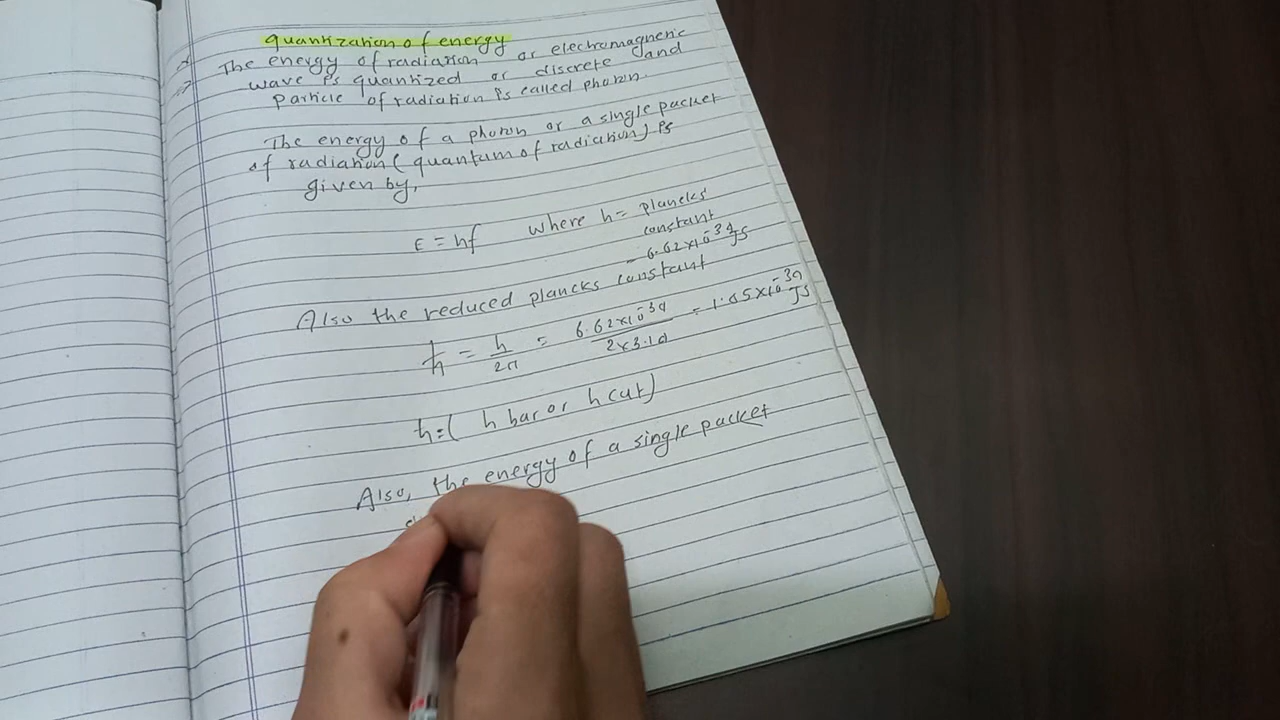 quantization of energy
The energy of radiation or electromagneric
wave is quantized or discrete and
particle of radiation is called photon.
The energy of a photon or a single packet
of radiation (quantum of radiation) is
given by,
E = hf where h = plancks'
constant
= 6.62×10⁻³⁴ JS
Also the reduced plancks constant
ħ = h/2π = 6.62×10⁻³⁴/2×3.14 = 1.05×10⁻³⁴ JS
ħ = ( h bar or h cut)
Also, the energy of a single packet